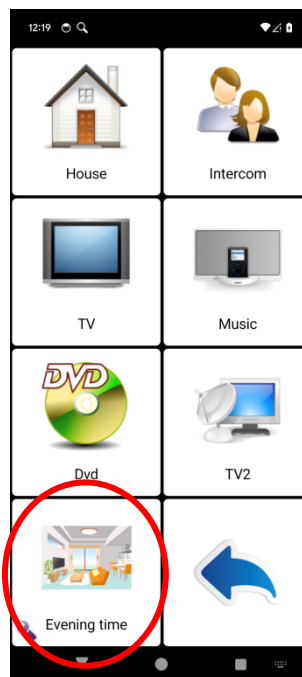 12:19
House
Intercom
TV
Music
DVD
Dvd
TV2
Evening time